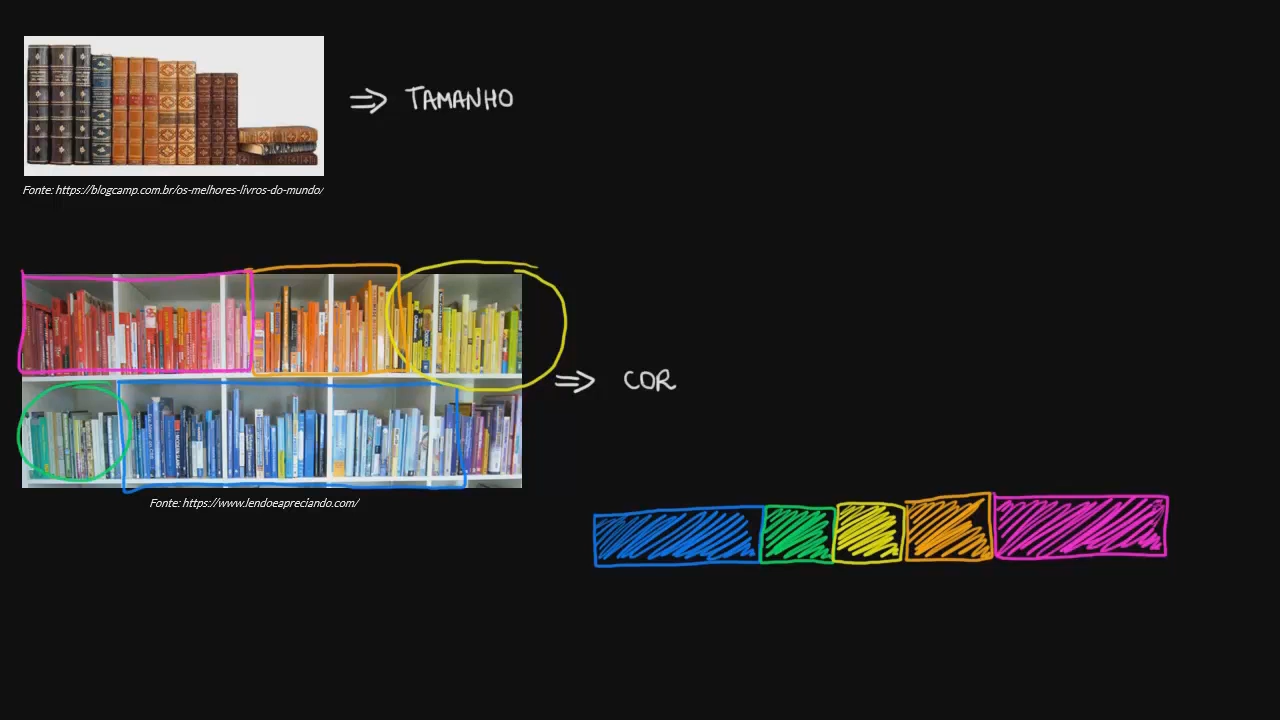 ⇒ TAMANHO
Fonte: https://blogcamp.com.br/os-melhores-livros-do-mundo/
⇒ COR
Fonte: https://www.lendoeapreciando.com/